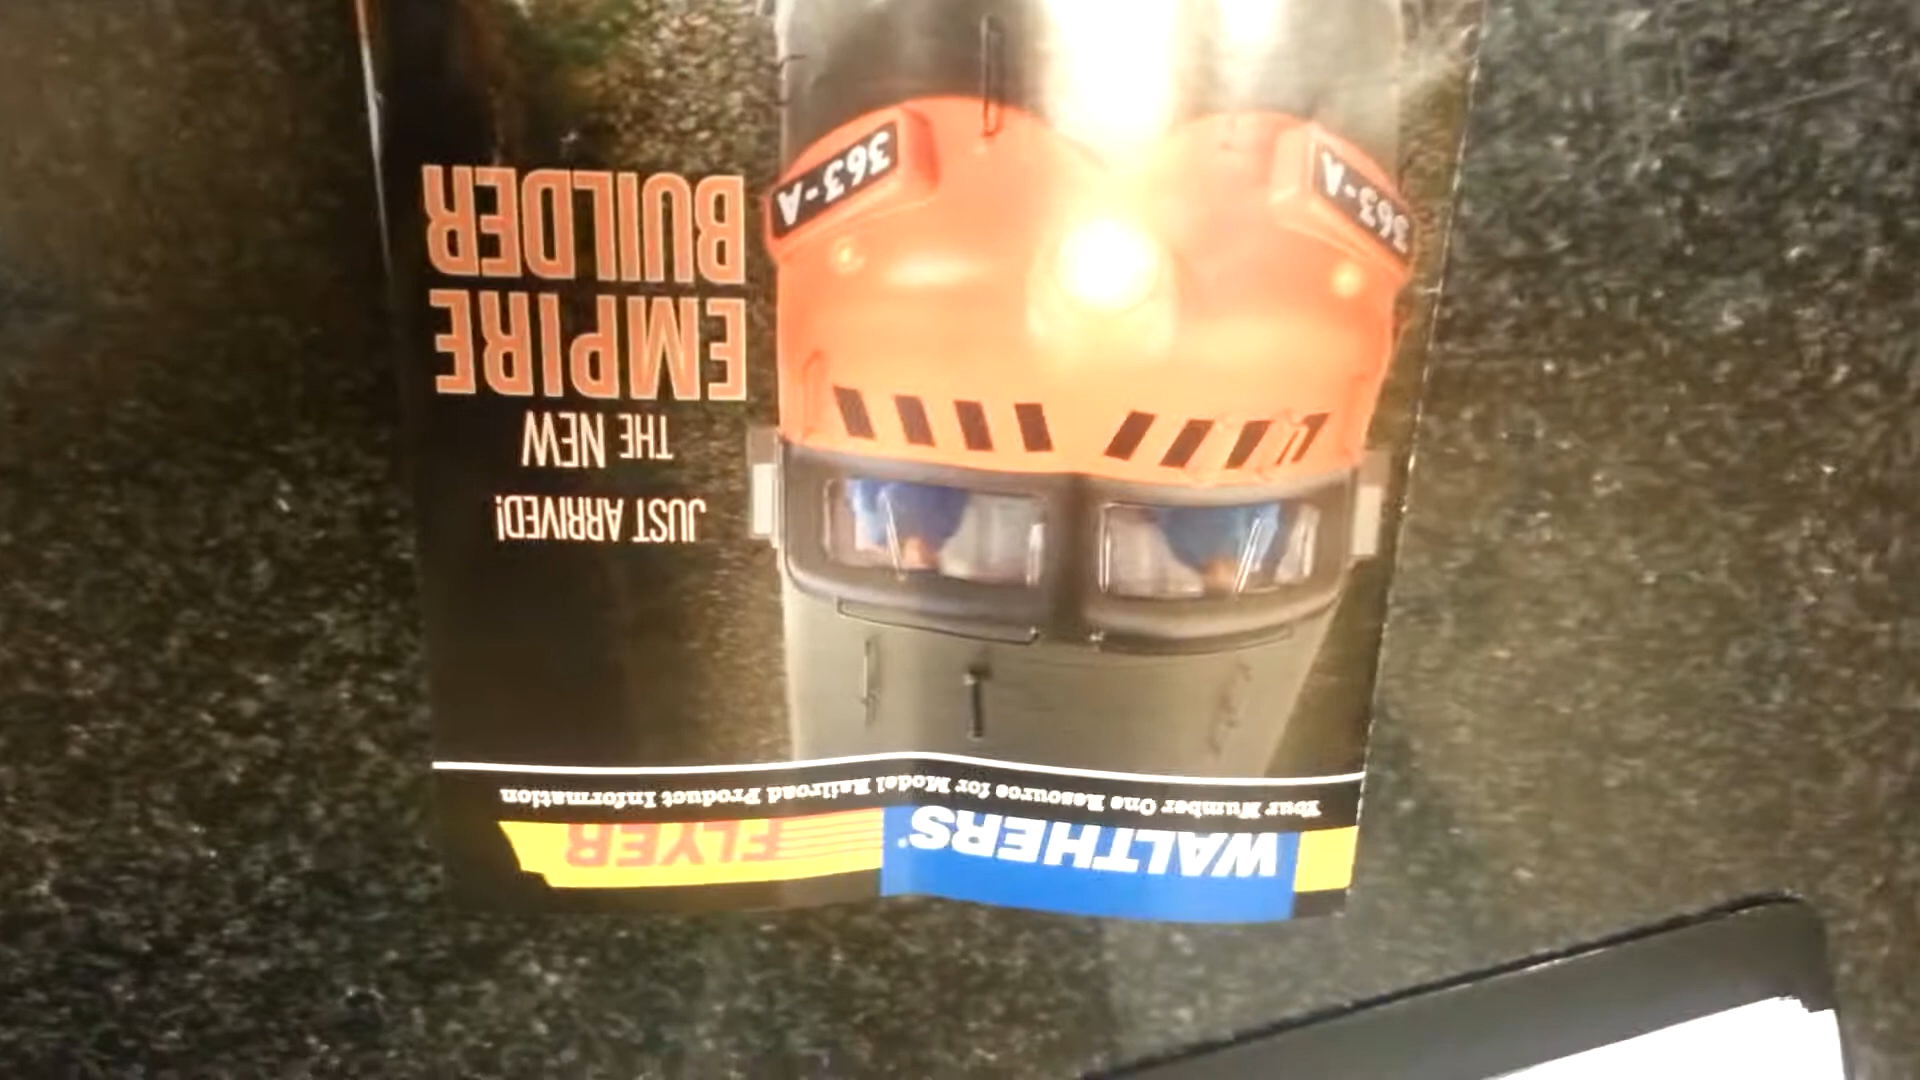 WALTHERS FLYER
Your Number One Resource for Model Railroad Product Information
JUST ARRIVED!
THE NEW
EMPIRE
BUILDER
363-A
363-A